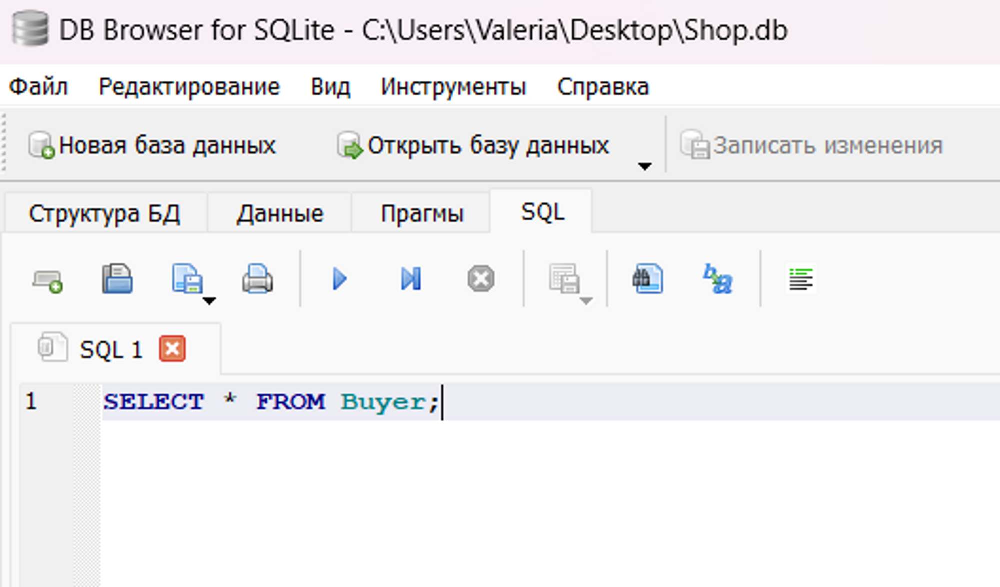 DB Browser for SQLite - C:\Users\Valeria\Desktop\Shop.db
Файл Редактирование Вид Инструменты Справка
Новая база данных Открыть базу данных Записать изменения
Структура БД Данные Прагмы SQL
SQL 1
1 SELECT * FROM Buyer;